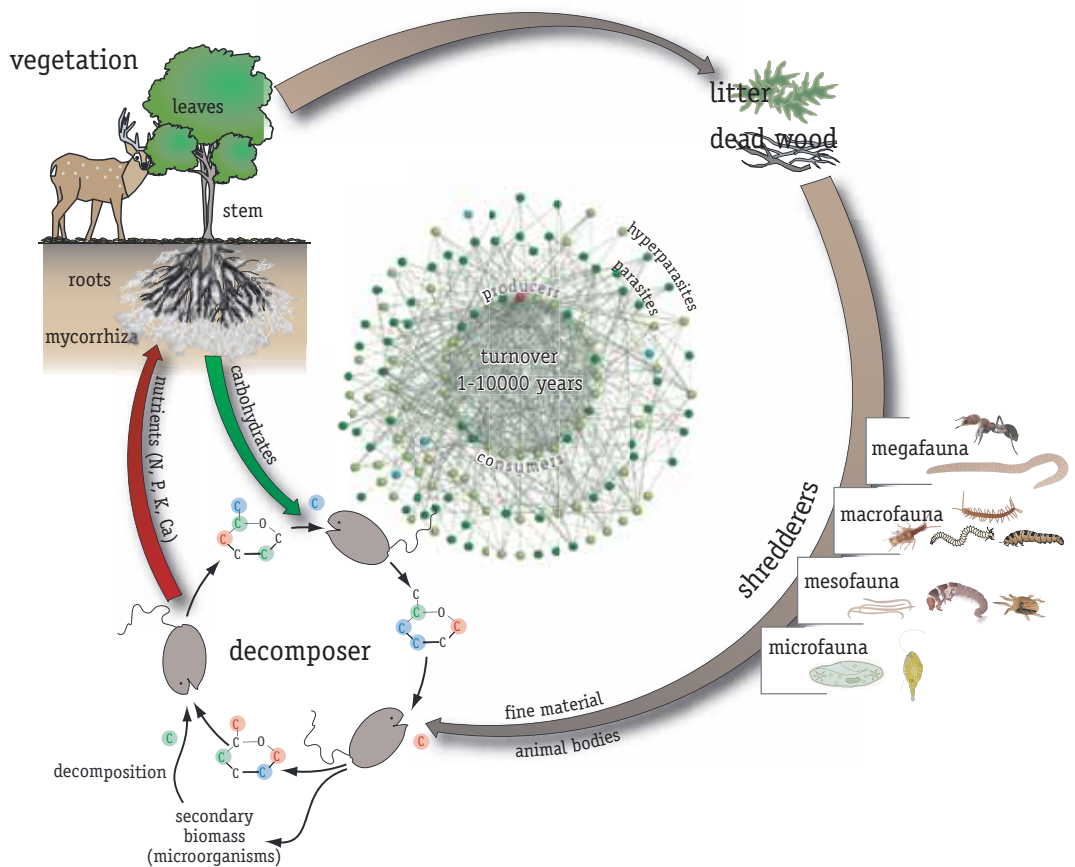 vegetation
leaves
stem
roots
mycorrhiza
litter
dead wood
hyperparasites
parasites
producers
turnover
1-10000 years
consumers
nutrients (N, P, K, Ca)
carbohydrates
megafauna
macrofauna
mesofauna
microfauna
shredderers
C
C O
C C
C C
decomposer
C
C O
C C
C C
fine material
animal bodies
C
C
C
C O
C C
C C
decomposition
secondary
biomass
(microorganisms)